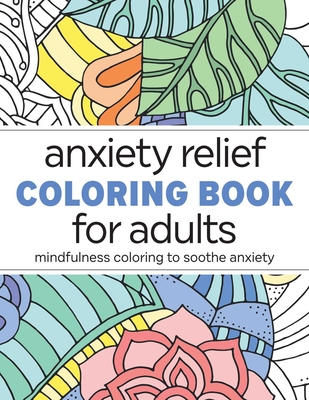 anxiety relief
COLORING BOOK
for adults
mindfulness coloring to soothe anxiety